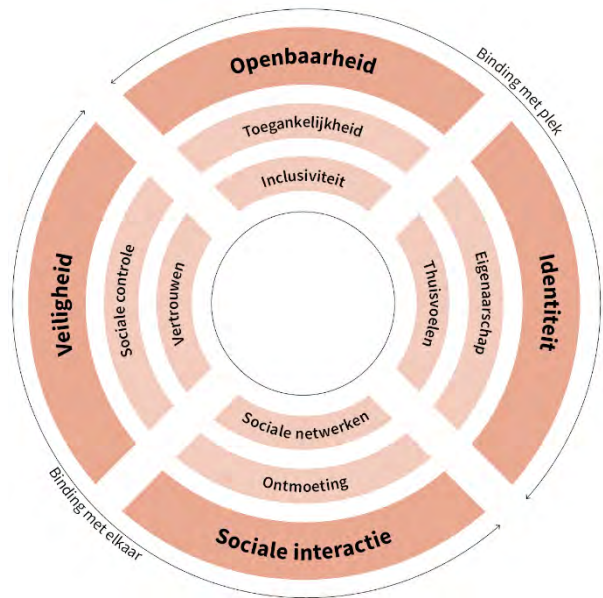 Openbaarheid
Toegankelijkheid
Inclusiviteit
Binding met plek
Identiteit
Eigenaarschap
Thuisvoelen
Veiligheid
Sociale controle
Vertrouwen
Sociale netwerken
Ontmoeting
Sociale interactie
Binding met elkaar